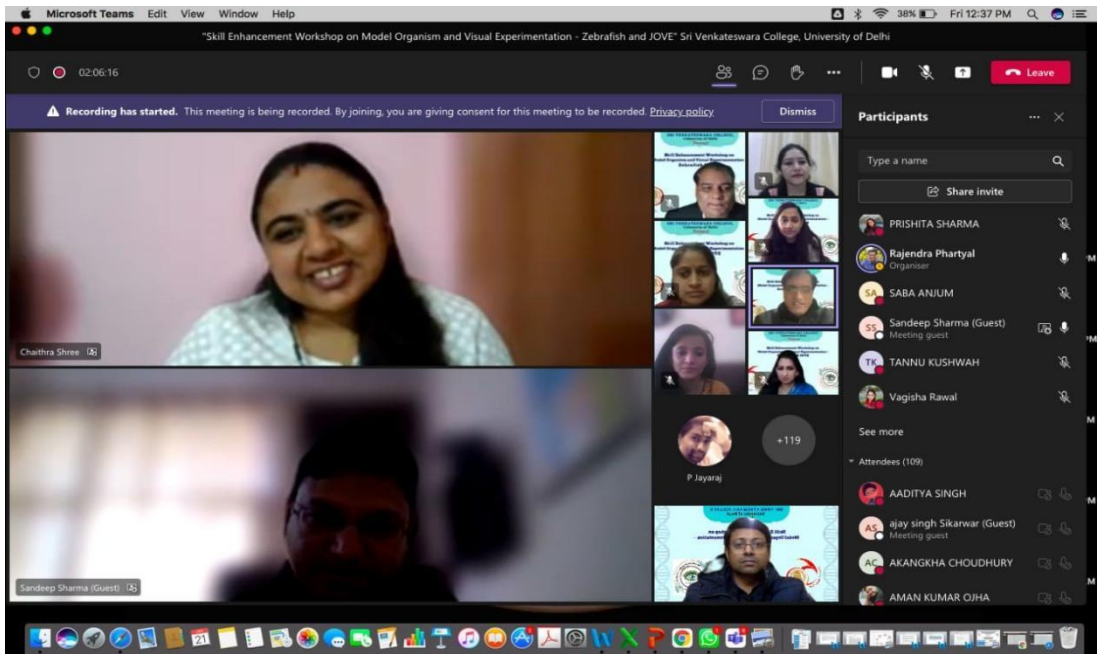 Microsoft Teams Edit View Window Help
38% Fri 12:37 PM
"Skill Enhancement Workshop on Model Organism and Visual Experimentation - Zebrafish and JOVE" Sri Venkateswara College, University of Delhi
02:06:16
Leave
Recording has started. This meeting is being recorded. By joining, you are giving consent for this meeting to be recorded. Privacy policy
Dismiss
Participants
Type a name
Share invite
PRISHITA SHARMA
Rajendra Phartyal
Organiser
SA
SABA ANJUM
SS
Sandeep Sharma (Guest)
Meeting guest
TK
TANNU KUSHWAH
Vagisha Rawal
See more
Attendees (109)
AADITYA SINGH
AS
ajay singh Sikarwar (Guest)
Meeting guest
AC
AKANGKHA CHOUDHURY
AMAN KUMAR OJHA
Chaithra Shree
Sandeep Sharma (Guest)
P Jayaraj
+119
21